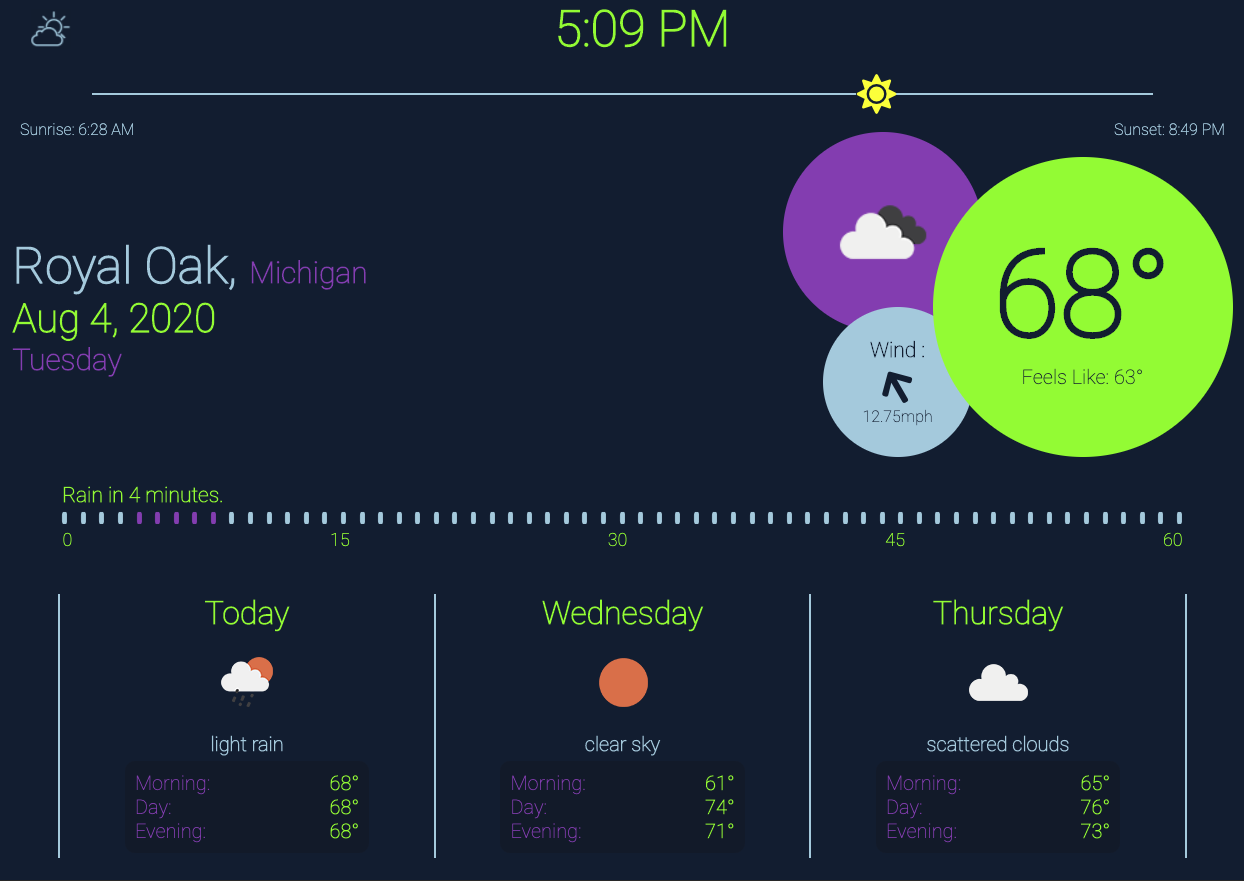 5:09 PM
Sunrise: 6:28 AM
Sunset: 8:49 PM
Royal Oak, Michigan
Aug 4, 2020
Tuesday
Wind :
12.75mph
68°
Feels Like: 63°
Rain in 4 minutes.
0 15 30 45 60
Today
light rain
Morning: 68°
Day: 68°
Evening: 68°
Wednesday
clear sky
Morning: 61°
Day: 74°
Evening: 71°
Thursday
scattered clouds
Morning: 65°
Day: 76°
Evening: 73°